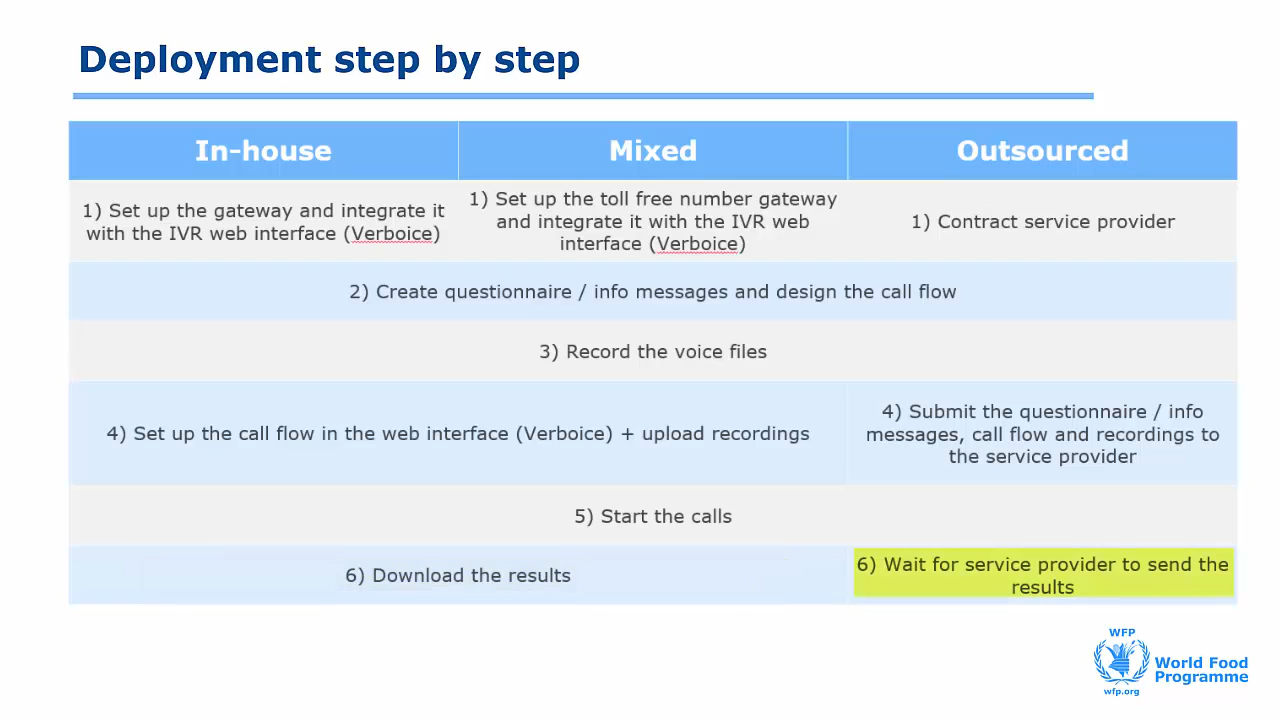 Deployment step by step
In-house
Mixed
Outsourced
1) Set up the gateway and integrate it
with the IVR web interface (Verboice)
1) Set up the toll free number gateway
and integrate it with the IVR web
interface (Verboice)
1) Contract service provider
2) Create questionnaire / info messages and design the call flow
3) Record the voice files
4) Set up the call flow in the web interface (Verboice) + upload recordings
4) Submit the questionnaire / info
messages, call flow and recordings to
the service provider
5) Start the calls
6) Download the results
6) Wait for service provider to send the
results
WFP
wfp.org
World Food
Programme